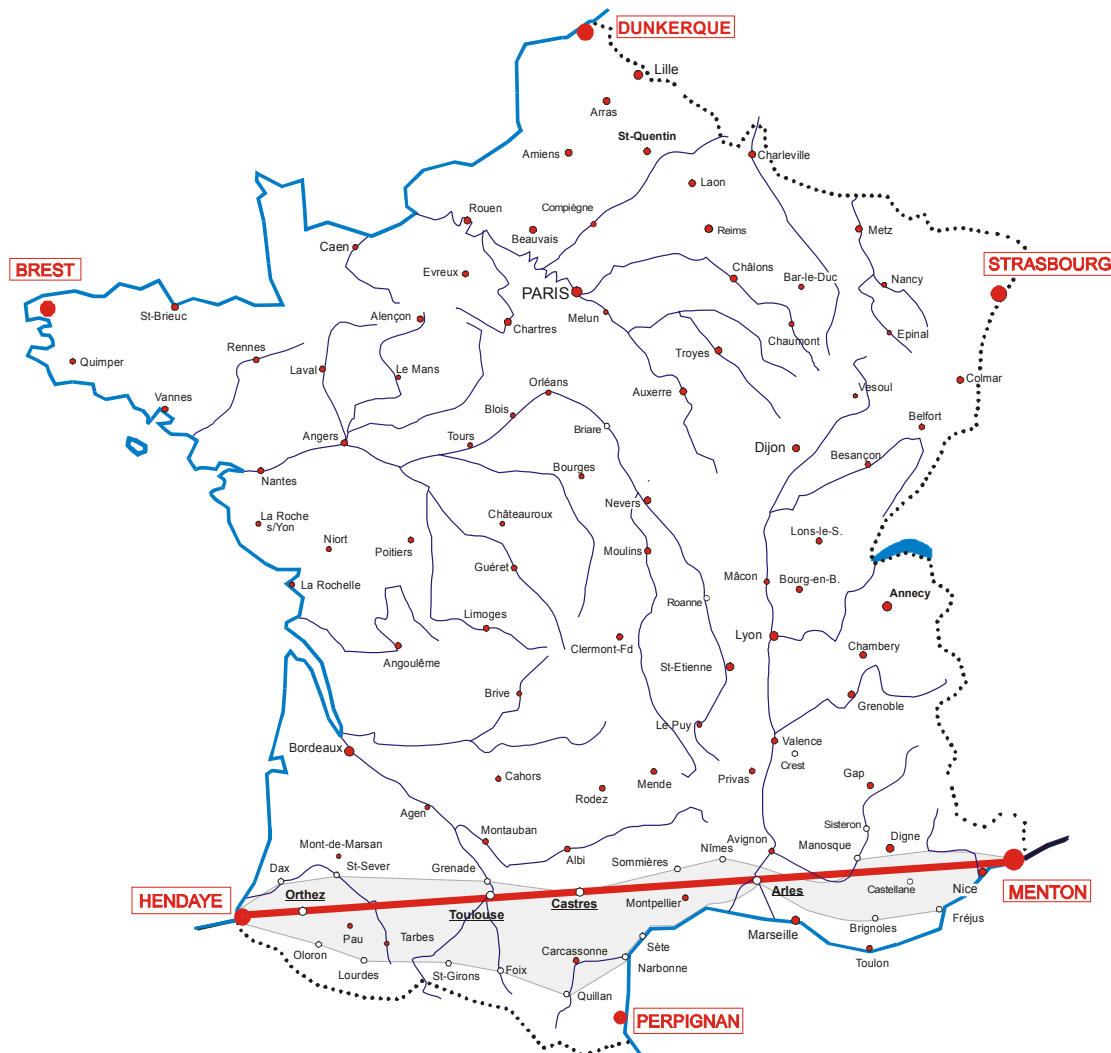 DUNKERQUE
Lille
Arras
St-Quentin
Amiens
Charleville
Laon
Rouen
Compiègne
Beauvais
Reims
Metz
Caen
BREST
Evreux
Châlons
Bar-le-Duc
Nancy
STRASBOURG
PARIS
St-Brieuc
Alençon
Chartres
Melun
Chaumont
Epinal
Quimper
Rennes
Laval
Le Mans
Troyes
Colmar
Orléans
Auxerre
Vesoul
Vannes
Blois
Briare
Belfort
Angers
Tours
Dijon
Besançon
Nantes
Bourges
Nevers
La Roche
s/Yon
Châteauroux
Niort
Poitiers
Lons-le-S.
Moulins
Guéret
La Rochelle
Mâcon
Bourg-en-B.
Roanne
Annecy
Limoges
Lyon
Angoulême
Clermont-Fd
Chambery
St-Etienne
Brive
Grenoble
Le Puy
Bordeaux
Valence
Crest
Cahors
Mende
Privas
Gap
Rodez
Agen
Montauban
Sisteron
Mont-de-Marsan
Albi
Avignon
Digne
St-Sever
Nîmes
Manosque
Dax
Grenade
Sommières
HENDAYE
Orthez
Castres
Montpellier
Arles
Castellane
Nice
MENTON
Toulouse
Pau
Tarbes
Marseille
Brignoles
Fréjus
Oloron
Carcassonne
Sète
Narbonne
Toulon
Lourdes
St-Girons
Foix
Quillan
PERPIGNAN